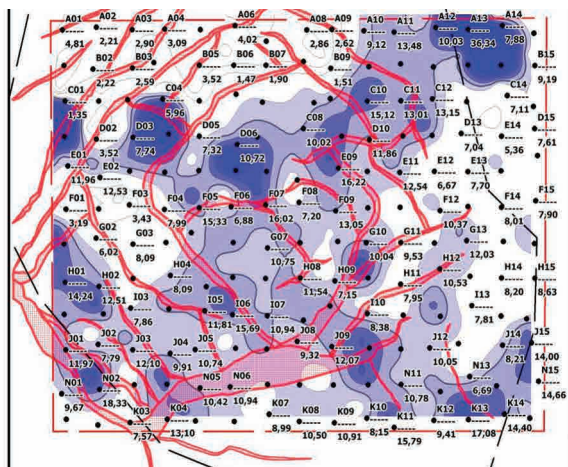 A01 A02 A03 A04 A06 A08 A09 A10 A11 A12 A13 A14
4,81 2,21 2,90 3,09 4,02 2,86 2,62 9,12 13,48 10,03 36,34 7,88
B02 B03 B05 B06 B07 B09 B15
2,22 2,59 3,52 1,47 1,90 1,51 9,19
C01 C04 C08 C10 C11 C12 C14
1,35 5,96 10,02 15,12 13,01 13,15 7,11
D02 D03 D05 D06 D10 D13 D15
3,52 7,74 7,32 10,72 11,86 7,04 7,61
E01 E02 E09 E11 E12 E13 E14
11,96 12,53 16,22 12,54 6,67 7,70 5,36
F01 F03 F04 F05 F06 F07 F08 F09 F12 F14 F15
3,19 3,43 7,99 15,33 6,88 16,02 7,20 13,05 10,37 8,01 7,90
G02 G03 G07 G10 G11 G13
6,02 8,09 10,75 10,04 9,53 12,03
H01 H02 H04 H08 H09 H11 H12 H14 H15
14,24 12,51 8,09 11,54 7,15 7,95 10,53 8,20 8,63
I03 I05 I06 I07 I10 I13
7,86 11,81 15,69 10,94 8,38 7,81
J01 J02 J03 J04 J05 J08 J09 J12 J14 J15
11,97 7,79 12,10 9,91 10,74 9,32 12,07 10,05 8,21 14,00
N01 N02 N05 N06 N11 N13 N15
9,67 18,33 10,42 10,94 10,78 6,69 14,66
K03 K04 K07 K08 K09 K10 K11 K12 K13 K14
7,57 13,10 8,99 10,50 10,91 8,15 15,79 9,41 17,08 14,40